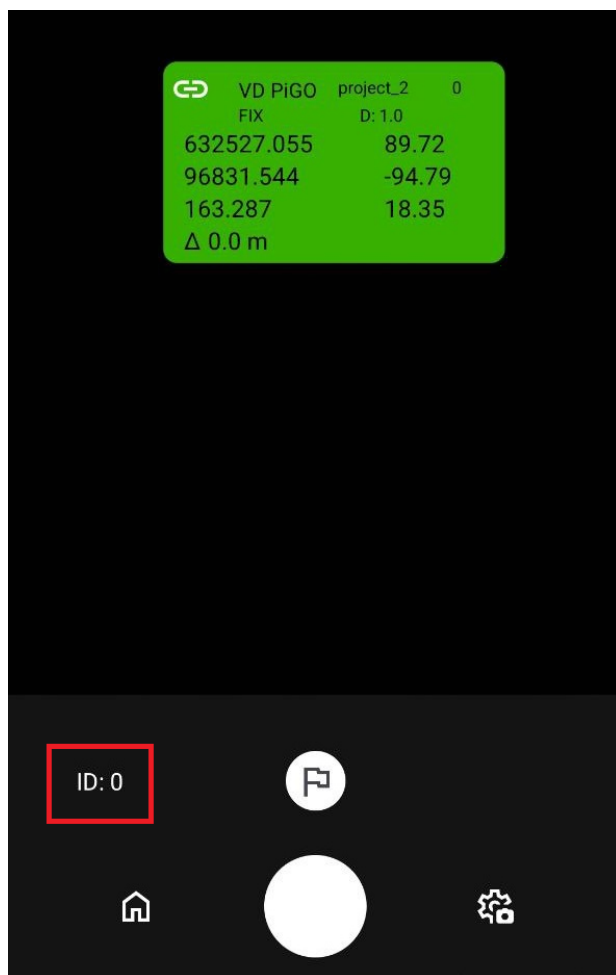 VD PiGO project_2 0
FIX D: 1.0
632527.055 89.72
96831.544 -94.79
163.287 18.35
Δ 0.0 m
ID: 0